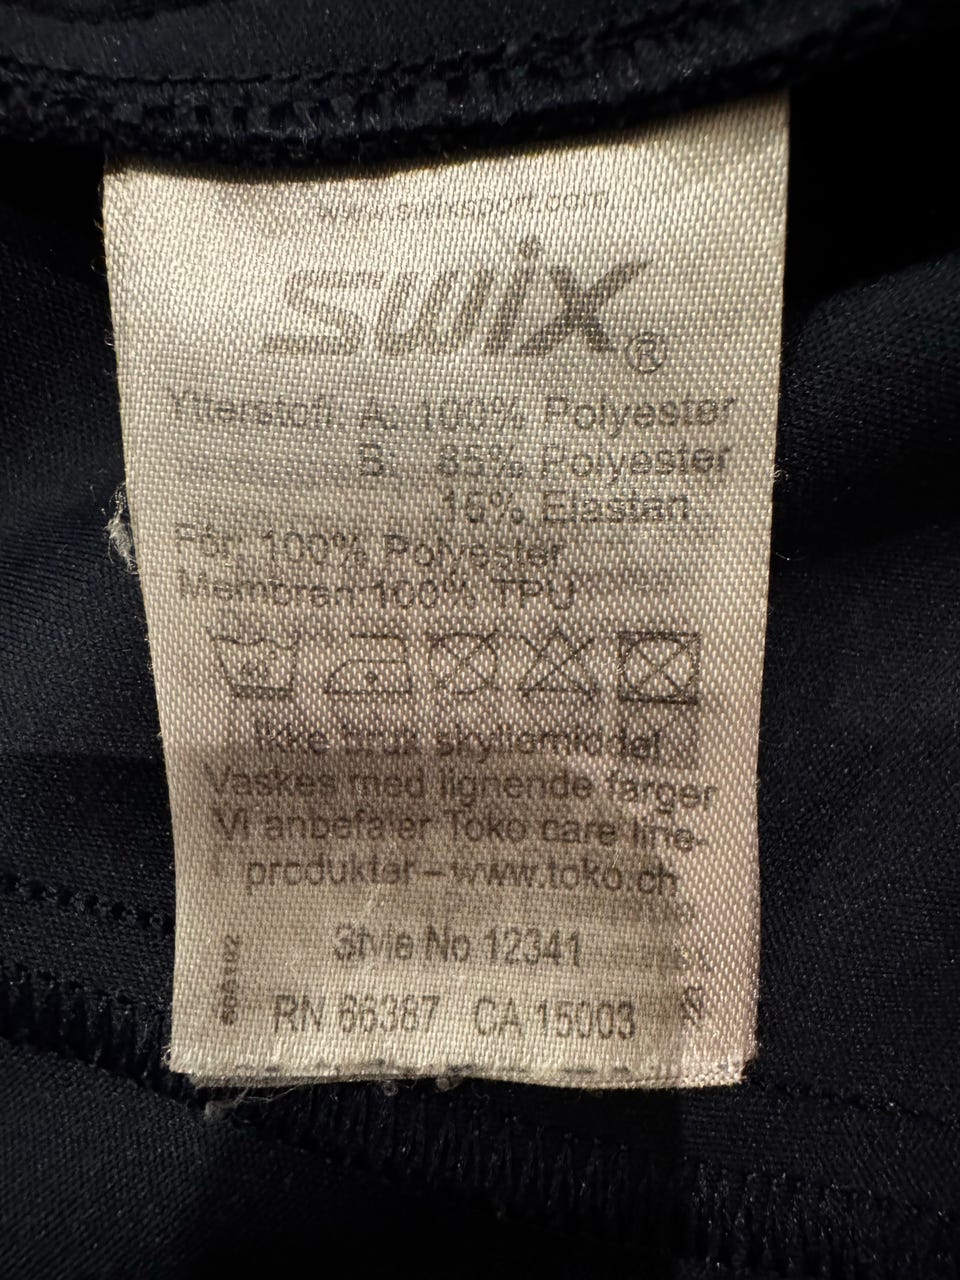 www.swixsport.com
swix®
Ytterstoff: A: 100% Polyester
B: 85% Polyester
15% Elastan
Fôr: 100% Polyester
Membran:100% TPU
Ikke bruk skyllemiddel
Vaskes med lignende farger
Vi anbefaler Toko care line-
produkter-www.toko.ch
Style No 12341
RN 66387 CA 15003